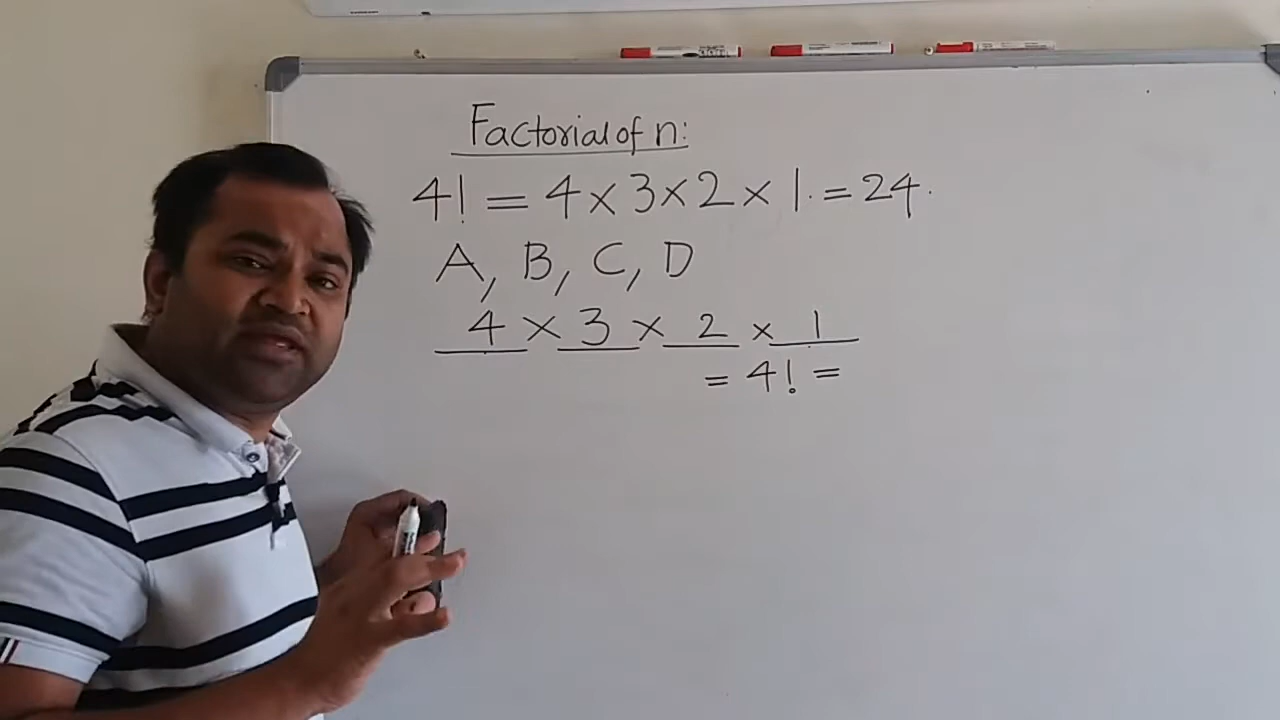 Factorial of n:
4! = 4 × 3 × 2 × 1. = 24.
A, B, C, D
4 × 3 × 2 × 1
= 4! =